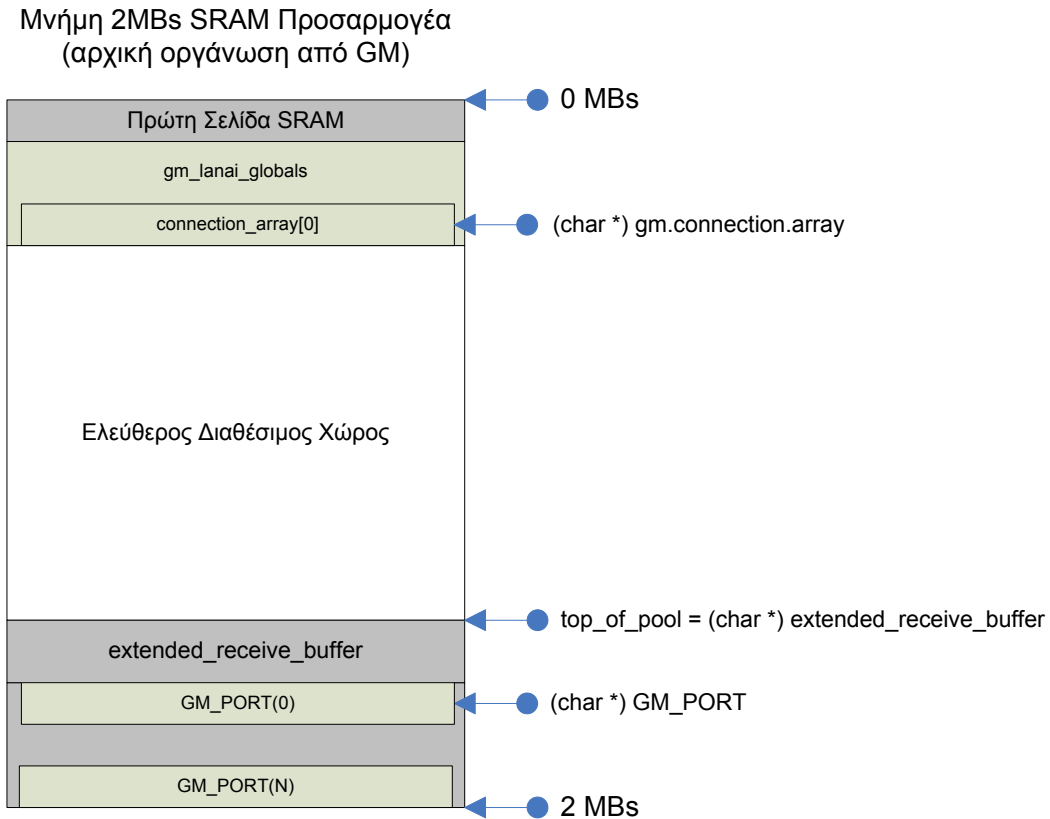 Μνήμη 2MBs SRAM Προσαρμογέα
(αρχική οργάνωση από GM)
0 MBs
Πρώτη Σελίδα SRAM
gm_lanai_globals
connection_array[0]
(char *) gm.connection.array
Ελεύθερος Διαθέσιμος Χώρος
top_of_pool = (char *) extended_receive_buffer
extended_receive_buffer
GM_PORT(0)
(char *) GM_PORT
GM_PORT(N)
2 MBs